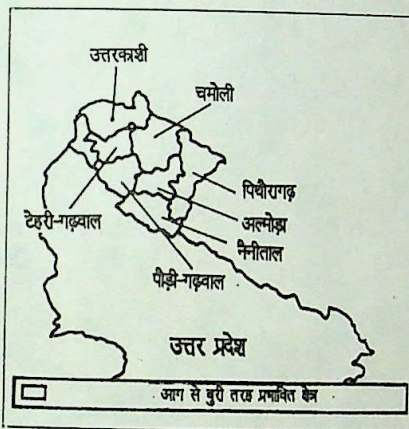 उत्तरकाशी
चमोली
पिथौरागढ़
अल्मोड़ा
नैनीताल
टेहरी-गढ़वाल
पौड़ी-गढ़वाल
उत्तर प्रदेश
आग से बुरी तरह प्रभावित क्षेत्र